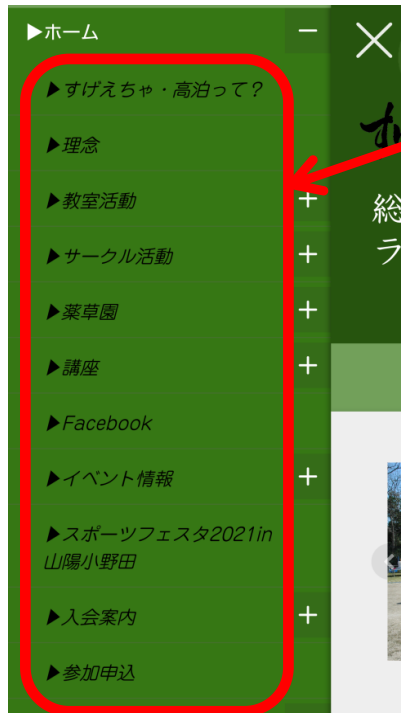 ▶ホーム
▶すげえちゃ・高泊って？
▶理念
▶教室活動
▶サークル活動
▶薬草園
▶講座
▶Facebook
▶イベント情報
▶スポーツフェスタ2021in
山陽小野田
▶入会案内
▶参加申込
総
ラ